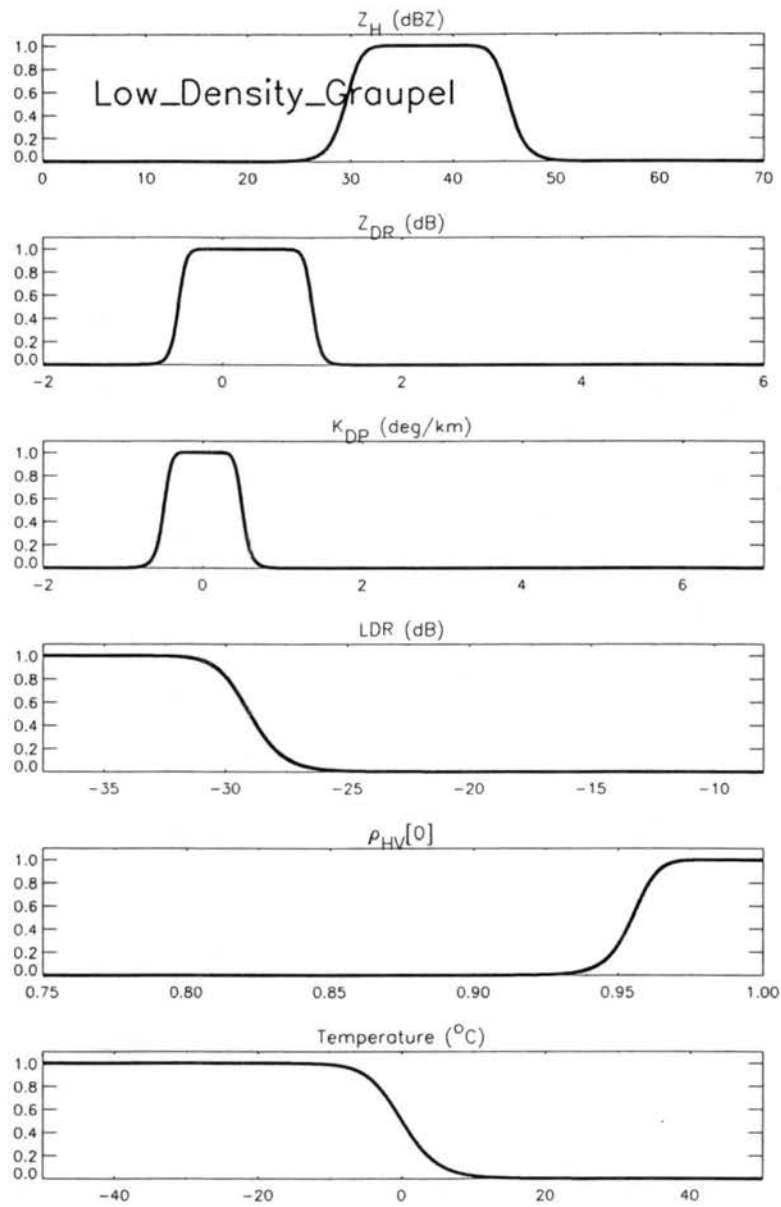 Z_H (dBZ)
1.0
0.8
0.6
0.4
0.2
0.0
Low_Density_Graupel
0 10 20 30 40 50 60 70
Z_DR (dB)
1.0
0.8
0.6
0.4
0.2
0.0
-2 0 2 4 6
K_DP (deg/km)
1.0
0.8
0.6
0.4
0.2
0.0
-2 0 2 4 6
LDR (dB)
1.0
0.8
0.6
0.4
0.2
0.0
-35 -30 -25 -20 -15 -10
ρ_HV[0]
1.0
0.8
0.6
0.4
0.2
0.0
0.75 0.80 0.85 0.90 0.95 1.00
Temperature (°C)
1.0
0.8
0.6
0.4
0.2
0.0
-40 -20 0 20 40